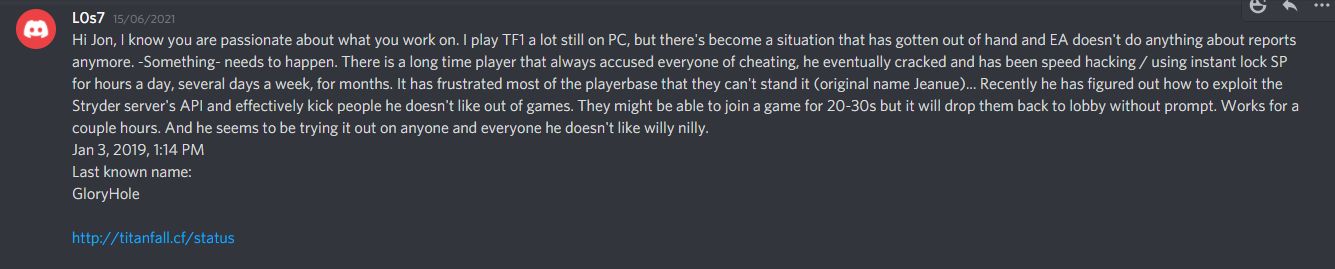 L0s7 15/06/2021
Hi Jon, I know you are passionate about what you work on. I play TF1 a lot still on PC, but there's become a situation that has gotten out of hand and EA doesn't do anything about reports
anymore. -Something- needs to happen. There is a long time player that always accused everyone of cheating, he eventually cracked and has been speed hacking / using instant lock SP
for hours a day, several days a week, for months. It has frustrated most of the playerbase that they can't stand it (original name Jeanue)... Recently he has figured out how to exploit the
Stryder server's API and effectively kick people he doesn't like out of games. They might be able to join a game for 20-30s but it will drop them back to lobby without prompt. Works for a
couple hours. And he seems to be trying it out on anyone and everyone he doesn't like willy nilly.
Jan 3, 2019, 1:14 PM
Last known name:
GloryHole
http://titanfall.cf/status